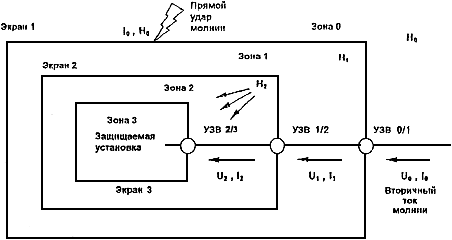 Экран 1
I₀ , H₀
Прямой
удар
молнии
Зона 0
H₀
Экран 2
Зона 1
H₁
Зона 2
H₂
Зона 3
Защищаемая
установка
УЗВ 2/3
УЗВ 1/2
УЗВ 0/1
Экран 3
U₂ , I₂
U₁ , I₁
U₀ , I₀
Вторичный
ток
молнии